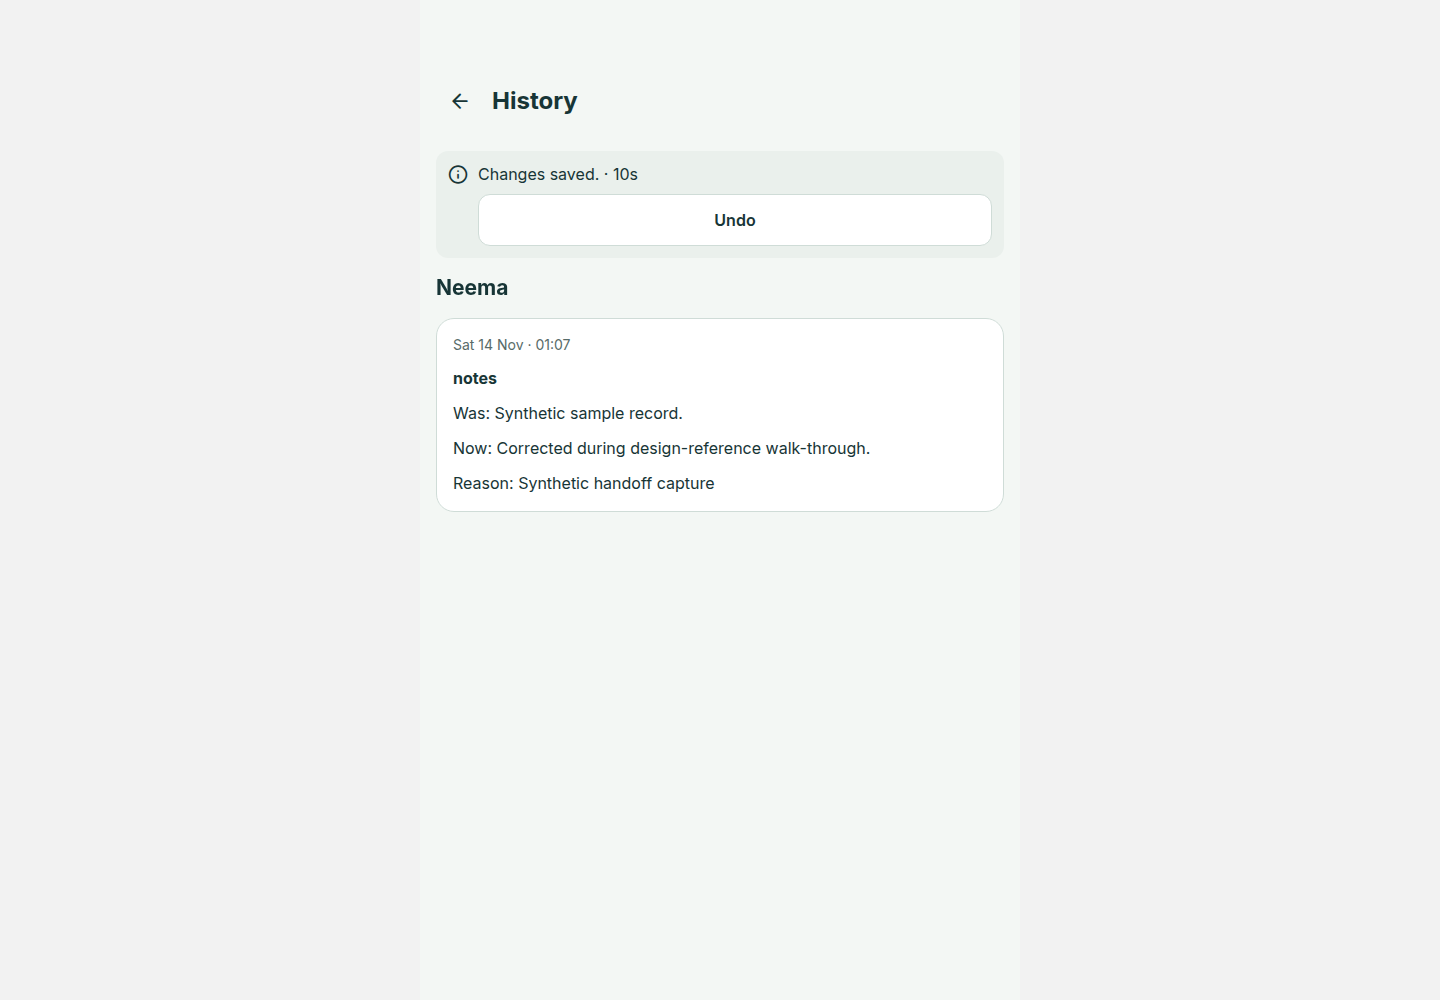 History
Changes saved. · 10s
Undo
Neema
Sat 14 Nov · 01:07
notes
Was: Synthetic sample record.
Now: Corrected during design-reference walk-through.
Reason: Synthetic handoff capture